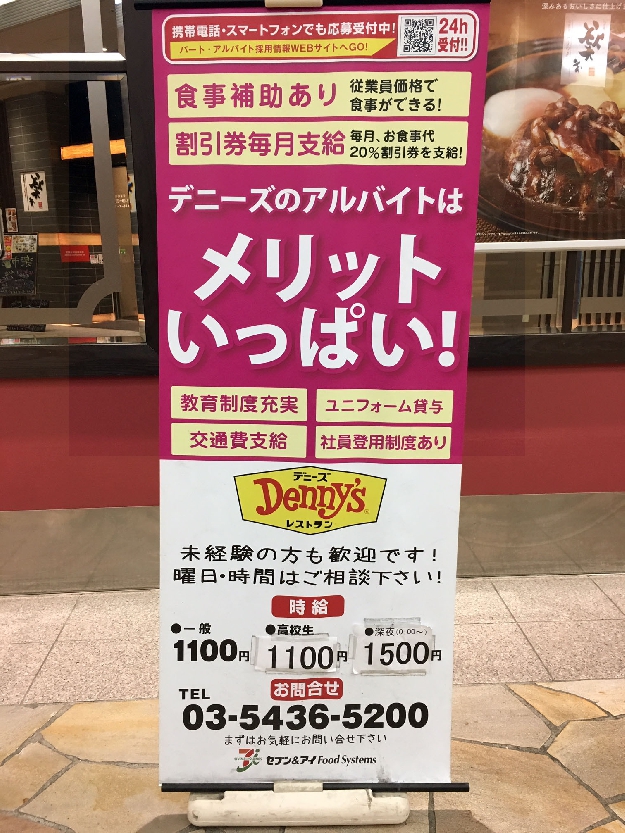 携帯電話・スマートフォンでも応募受付中!
パート・アルバイト採用情報WEBサイトへGO!
24h
受付!!
食事補助あり
従業員価格で
食事ができる!
割引券毎月支給
毎月、お食事代
20%割引券を支給!
デニーズのアルバイトは
メリット
いっぱい!
教育制度充実
ユニフォーム貸与
交通費支給
社員登用制度あり
デニーズ
Denny's
レストラン
未経験の方も歓迎です!
曜日・時間はご相談下さい!
時給
●一般
1100円
●高校生
1100円
●深夜(0:00〜)
1500円
お問合せ
TEL
03-5436-5200
まずはお気軽にお問い合せ下さい
セブン&アイ Food Systems